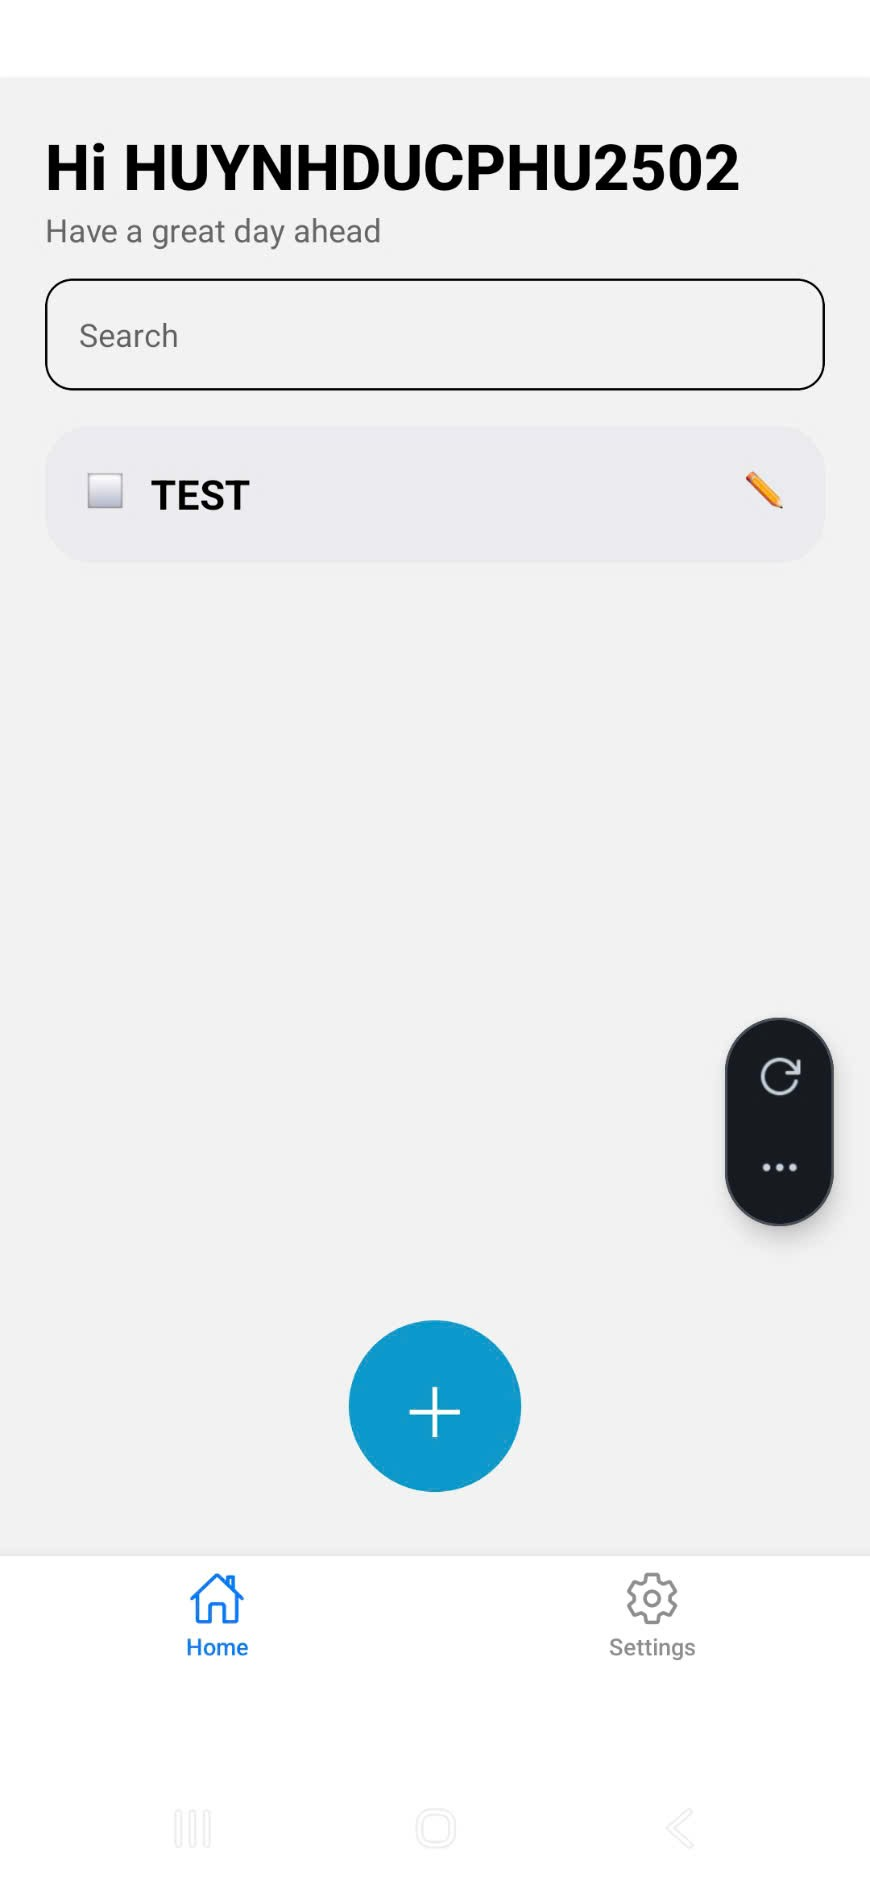 Hi HUYNHDUCPHU2502
Have a great day ahead
Search
TEST
Home
Settings